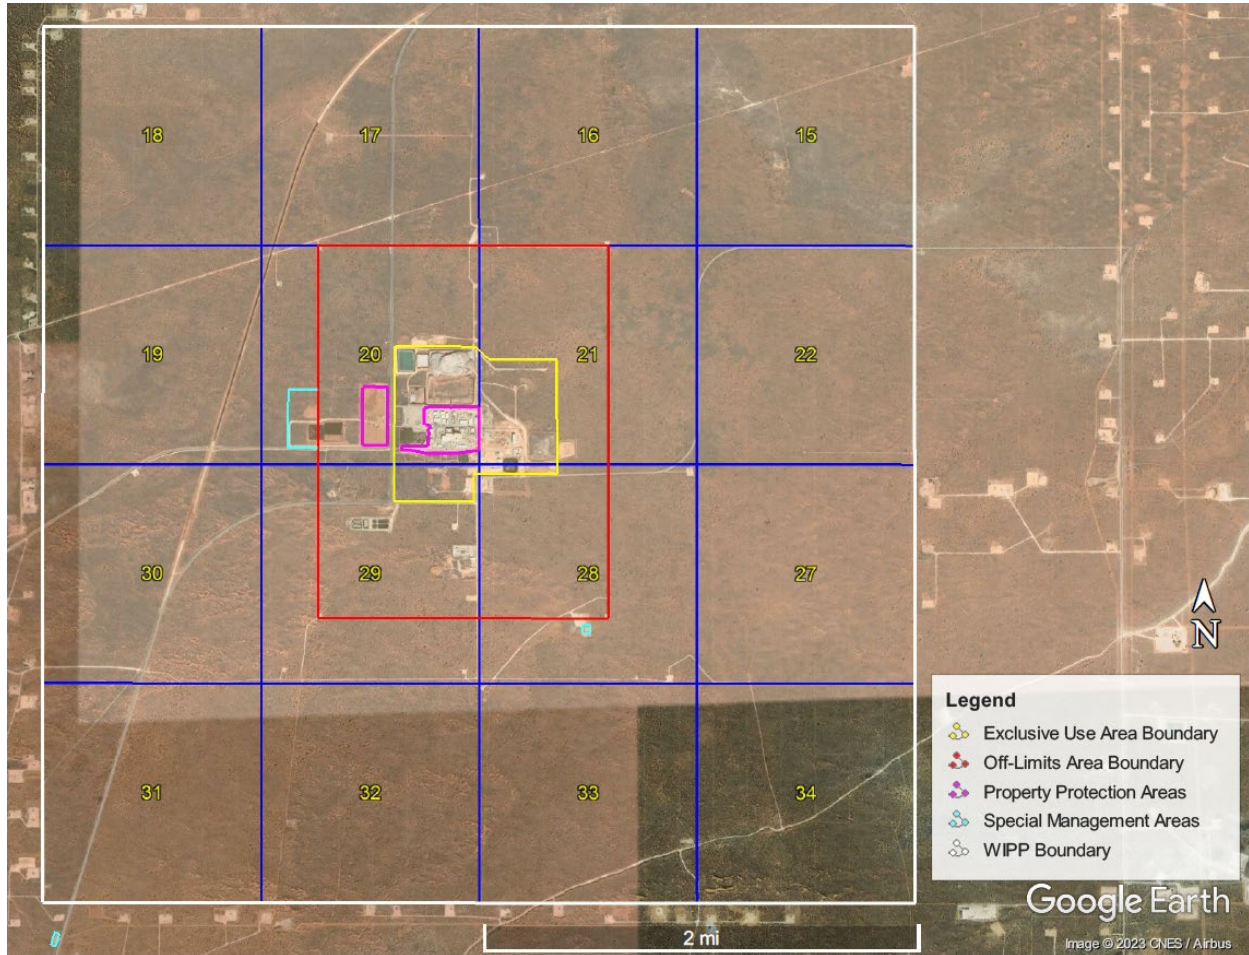 18
17
16
15
19
20
21
22
30
29
28
27
31
32
33
34
N
Legend
Exclusive Use Area Boundary
Off-Limits Area Boundary
Property Protection Areas
Special Management Areas
WIPP Boundary
Google Earth
2 mi
Image © 2023 CNES / Airbus